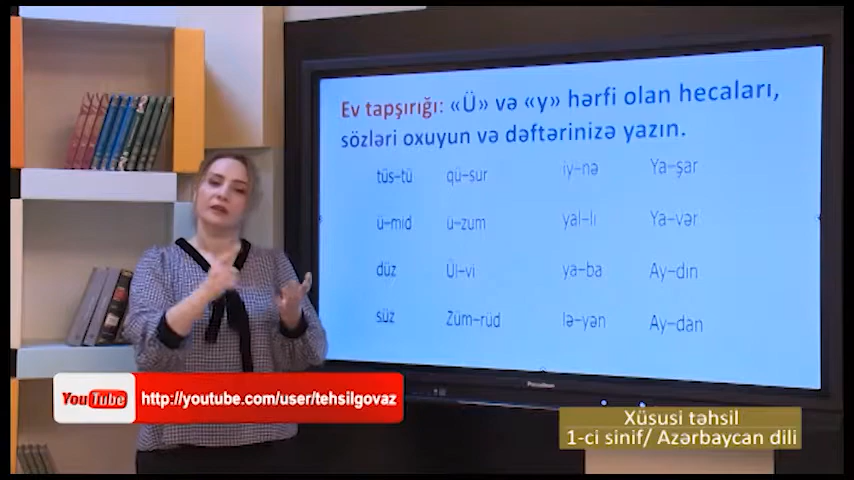 Ev tapşırığı: «Ü» və «y» hərfi olan hecaları,
sözləri oxuyun və dəftərinizə yazın.
tüs–tü qü–sur iy–nə Ya–şar
ü–mid ü–zum yal–lı Ya–vər
düz Ül–vi ya–ba Ay–dın
süz Züm–rüd lə–yən Ay–dan
YouTube http://youtube.com/user/tehsilgovaz
Xüsusi təhsil
1-ci sinif/ Azərbaycan dili